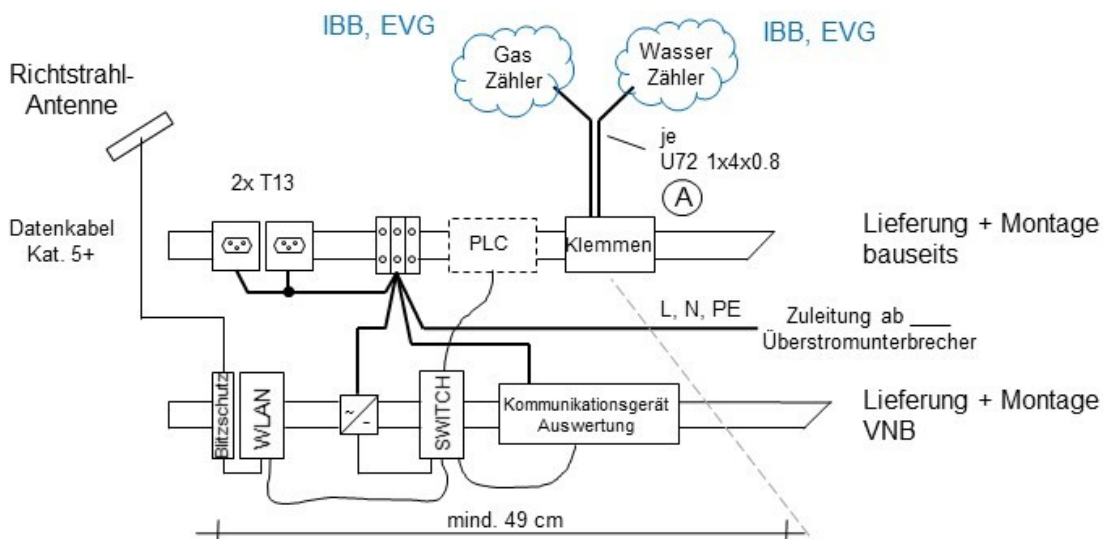 IBB, EVG
Gas
Zähler
Wasser
Zähler
IBB, EVG
Richtstrahl-
Antenne
je
U72 1x4x0.8
A
2x T13
Datenkabel
Kat. 5+
PLC
Klemmen
Lieferung + Montage
bauseits
L, N, PE
Zuleitung ab ___
Überstromunterbrecher
Blitzschutz
WLAN
~
-
SWITCH
Kommunikationsgerät
Auswertung
Lieferung + Montage
VNB
mind. 49 cm